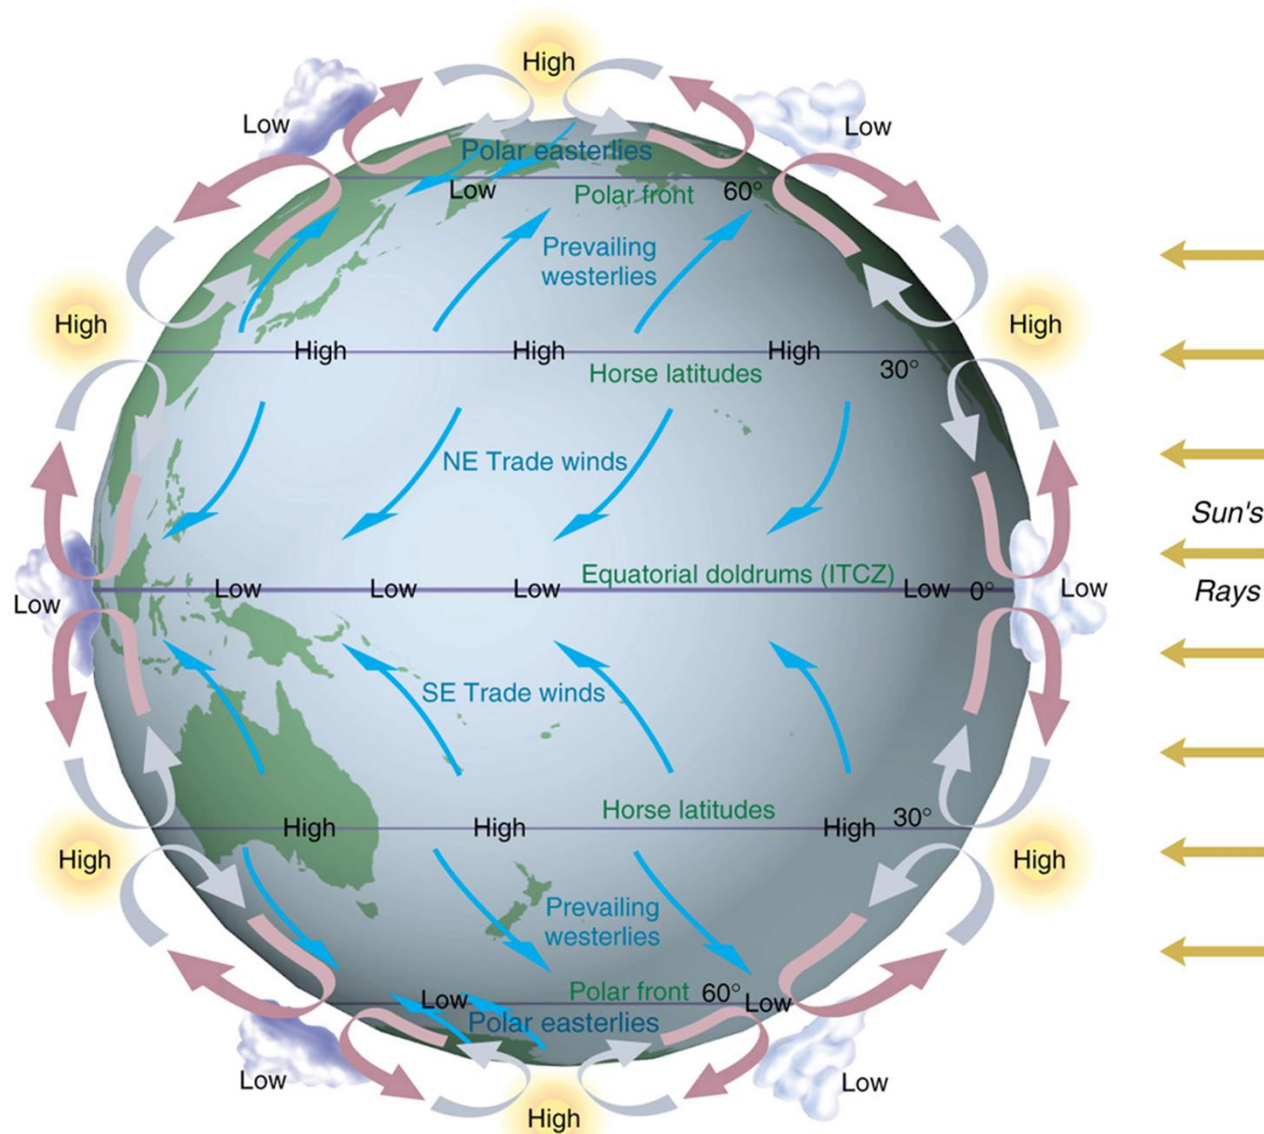 High
Low
Low
Polar easterlies
Low
Polar front
60°
Prevailing
westerlies
High
High
High
High
High
30°
Horse latitudes
NE Trade winds
Sun's
Equatorial doldrums (ITCZ)
Low
Low
Low
Low
0°
Low
Low
Rays
SE Trade winds
Horse latitudes
30°
High
High
High
High
High
Prevailing
westerlies
Polar front
60°
Low
Low
Polar easterlies
Low
Low
High